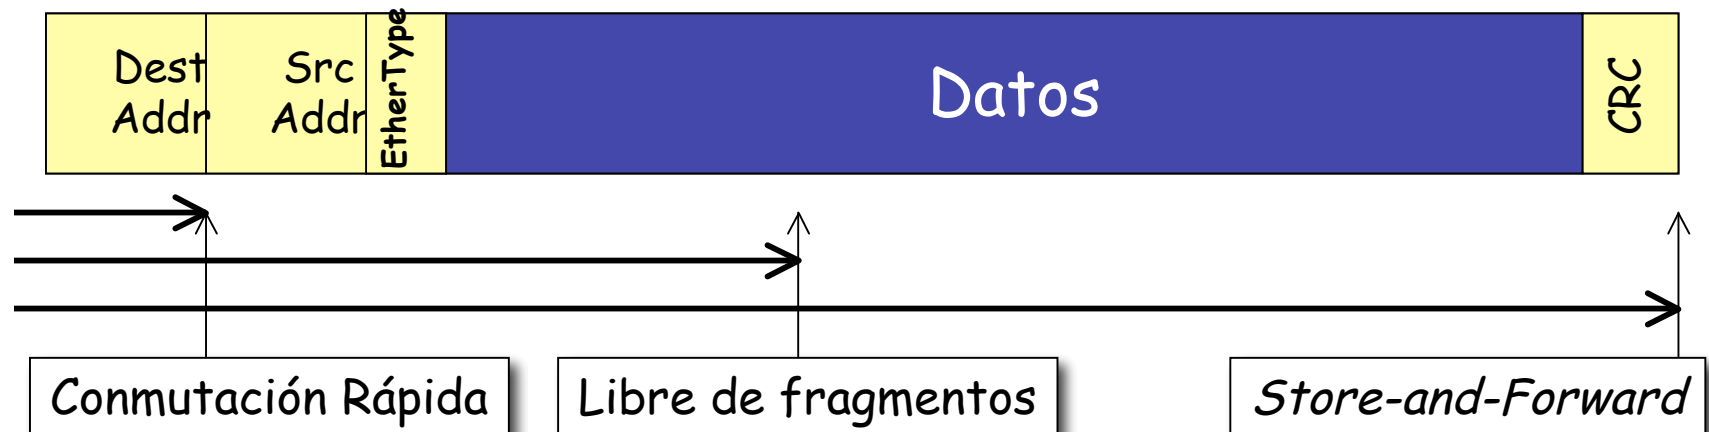 Dest
Addr
Src
Addr
EtherType
Datos
CRC
Conmutación Rápida
Libre de fragmentos
Store-and-Forward